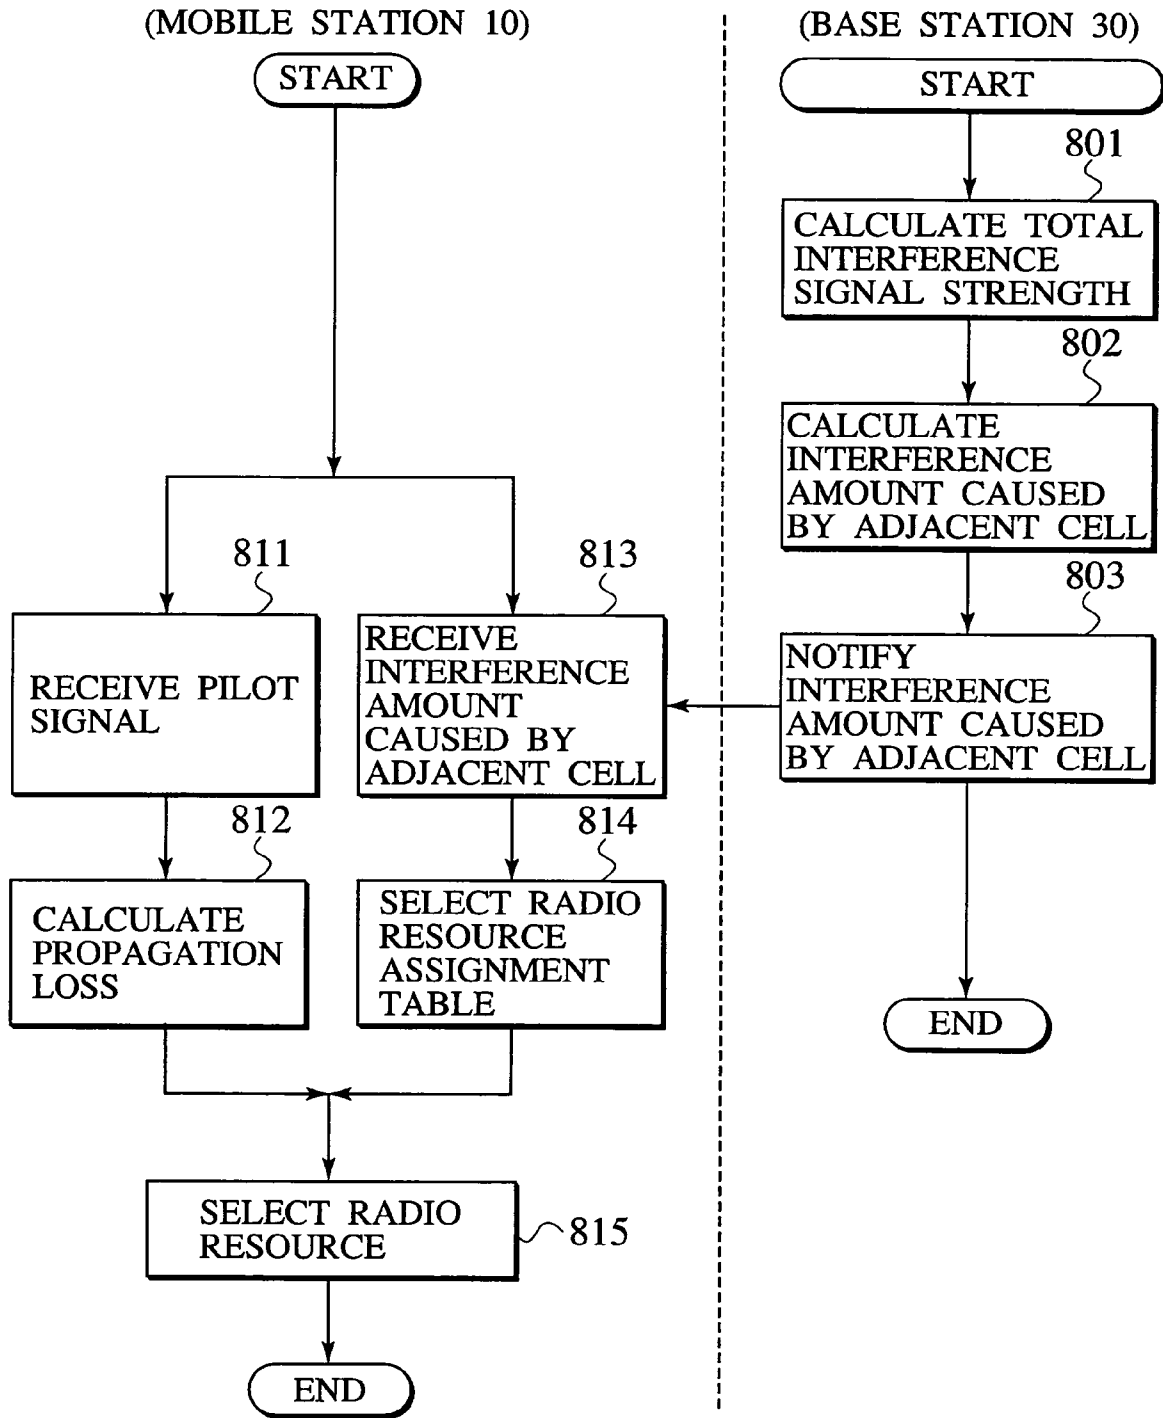 (MOBILE STATION 10)
START
811
RECEIVE PILOT
SIGNAL
812
CALCULATE
PROPAGATION
LOSS
813
RECEIVE
INTERFERENCE
AMOUNT
CAUSED BY
ADJACENT CELL
814
SELECT RADIO
RESOURCE
ASSIGNMENT
TABLE
SELECT RADIO
RESOURCE
815
END
(BASE STATION 30)
START
801
CALCULATE TOTAL
INTERFERENCE
SIGNAL STRENGTH
802
CALCULATE
INTERFERENCE
AMOUNT CAUSED
BY ADJACENT CELL
803
NOTIFY
INTERFERENCE
AMOUNT CAUSED
BY ADJACENT CELL
END